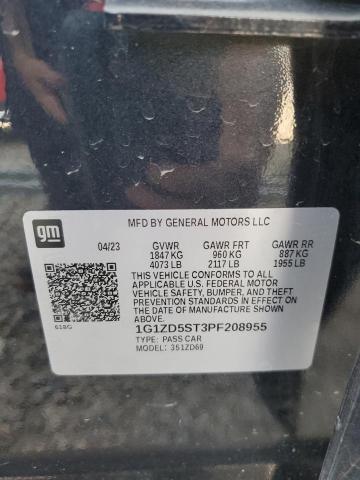 gm
MFD BY GENERAL MOTORS LLC
04/23 GVWR GAWR FRT GAWR RR
1847 KG 960 KG 887 KG
4073 LB 2117 LB 1955 LB
THIS VEHICLE CONFORMS TO ALL
APPLICABLE U.S. FEDERAL MOTOR
VEHICLE SAFETY, BUMPER, AND THEFT
PREVENTION STANDARDS IN EFFECT ON
THE DATE OF MANUFACTURE SHOWN
ABOVE.
1G1ZD5ST3PF208955
TYPE: PASS CAR
MODEL: 351ZD69